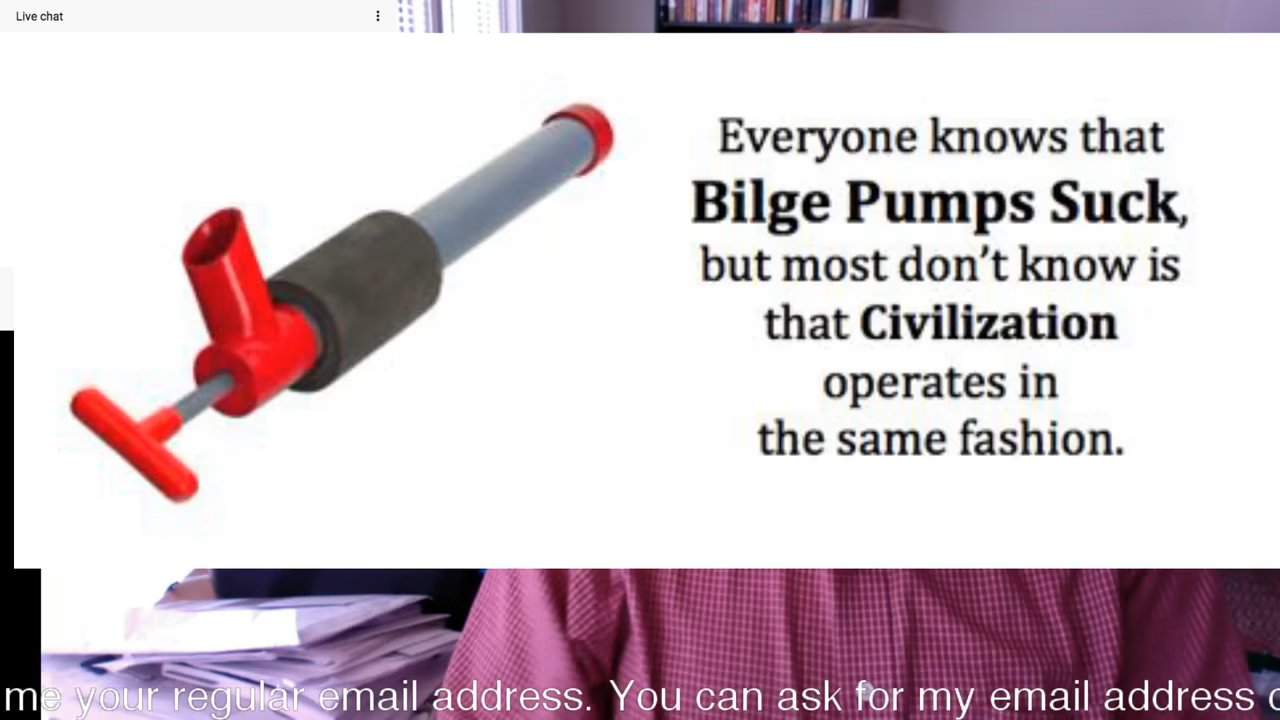 Live chat
Everyone knows that
Bilge Pumps Suck,
but most don't know is
that Civilization
operates in
the same fashion.
me your regular email address. You can ask for my email address